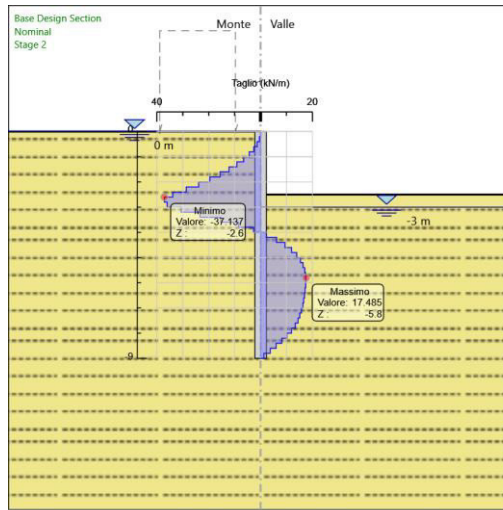 Base Design Section
Nominal
Stage 2
Monte Valle
Taglio (kN/m)
40 20
0
0 m
-3 m
Minimo
Valore: -37.137
Z : -2.6
Massimo
Valore: 17.485
Z : -5.8
-9